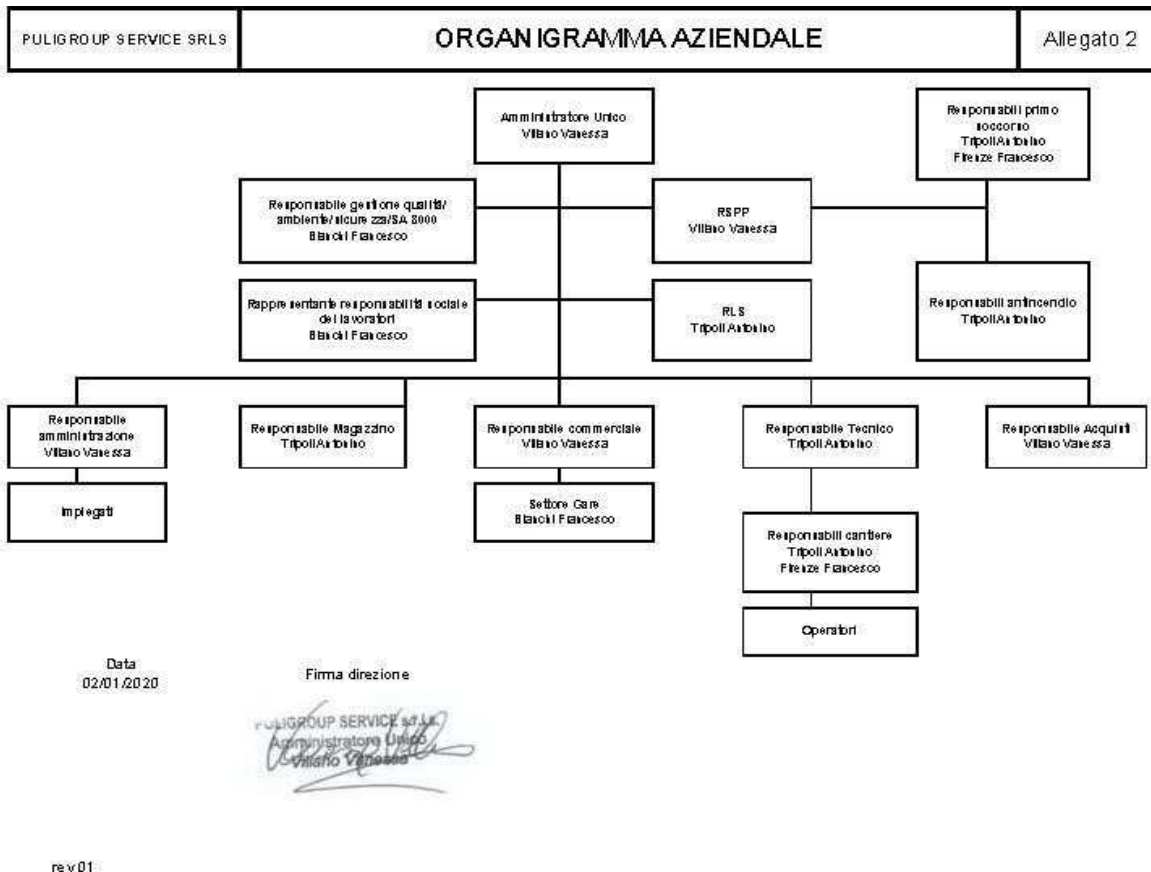 PULIGROUP SERVICE SRLS
ORGANIGRAMMA AZIENDALE
Allegato 2
Amministratore Unico
Villano Vanessa
Responsabili primo
soccorso
Tripoli Antonino
Firenze Francesco
Responsabile gestione qualità/
ambiente/sicurezza/SA 8000
Bianchi Francesco
RSPP
Villano Vanessa
Rappresentante responsabilità sociale
dei lavoratori
Bianchi Francesco
RLS
Tripoli Antonino
Responsabili antincendio
Tripoli Antonino
Responsabile
amministrazione
Villano Vanessa
Responsabile Magazzino
Tripoli Antonino
Responsabile commerciale
Villano Vanessa
Responsabile Tecnico
Tripoli Antonino
Responsabile Acquisti
Villano Vanessa
Impiegati
Settore Gare
Bianchi Francesco
Responsabili cantiere
Tripoli Antonino
Firenze Francesco
Operatori
Data
02/01/2020
Firma direzione
PULIGROUP SERVICE s.r.l.s.
Amministratore Unico
Villano Vanessa
rev01